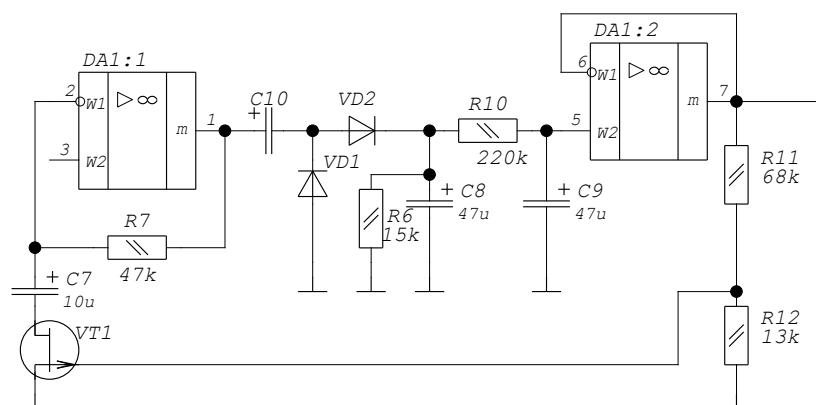 DA1:1
DA1:2
2
W1
▷∞
m
1
3
W2
C10
+
VD2
VD1
R10
220k
6
W1
▷∞
m
7
5
W2
R11
68k
R7
47k
R6
15k
+
C8
47u
+
C9
47u
+
C7
10u
VT1
R12
13k